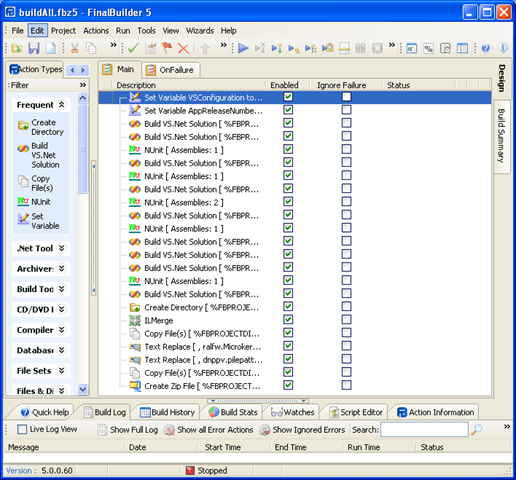 buildAll.fbz5 - FinalBuilder 5
File Edit Project Actions Run Tools View Wizards Help
Action Types
Main OnFailure
Filter
Description Enabled Ignore Failure Status
Frequent
Create Directory
Build VS.Net Solution
Copy File(s)
NUnit
Set Variable
.Net Tool
Archiver
Build Too
CD/DVD I
Compiler
Databas
File Sets
Files & Di
Set Variable VSConfiguration to...
Set Variable AppReleaseNumbe...
Build VS.Net Solution [ %FBPR...
Build VS.Net Solution [ %FBPR...
NUnit [ Assemblies: 1 ]
Build VS.Net Solution [ %FBPR...
NUnit [ Assemblies: 1 ]
Build VS.Net Solution [ %FBPR...
NUnit [ Assemblies: 2 ]
Build VS.Net Solution [ %FBPR...
NUnit [ Assemblies: 1 ]
Build VS.Net Solution [ %FBPR...
Build VS.Net Solution [ %FBPR...
Build VS.Net Solution [ %FBPR...
NUnit [ Assemblies: 1 ]
Build VS.Net Solution [ %FBPR...
Create Directory [ %FBPROJE...
ILMerge
Copy File(s) [ %FBPROJECTDI...
Text Replace [ , ralfw.Microker...
Text Replace [ , dnppv.pilepatt...
Copy File(s) [ %FBPROJECTDI...
Create Zip File [ %FBPROJECT...
Design
Build Summary
Quick Help Build Log Build History Build Stats Watches Script Editor Action Information
Live Log View Show Full Log Show all Error Actions Show Ignored Errors Search:
Message Date Start Time End Time Run Time Status
Version : 5.0.0.60 Stopped